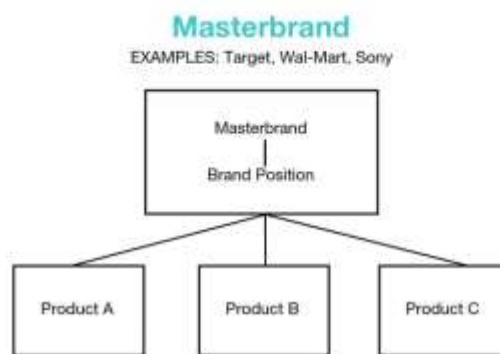 Masterbrand
EXAMPLES: Target, Wal-Mart, Sony
Masterbrand
Brand Position
Product A
Product B
Product C